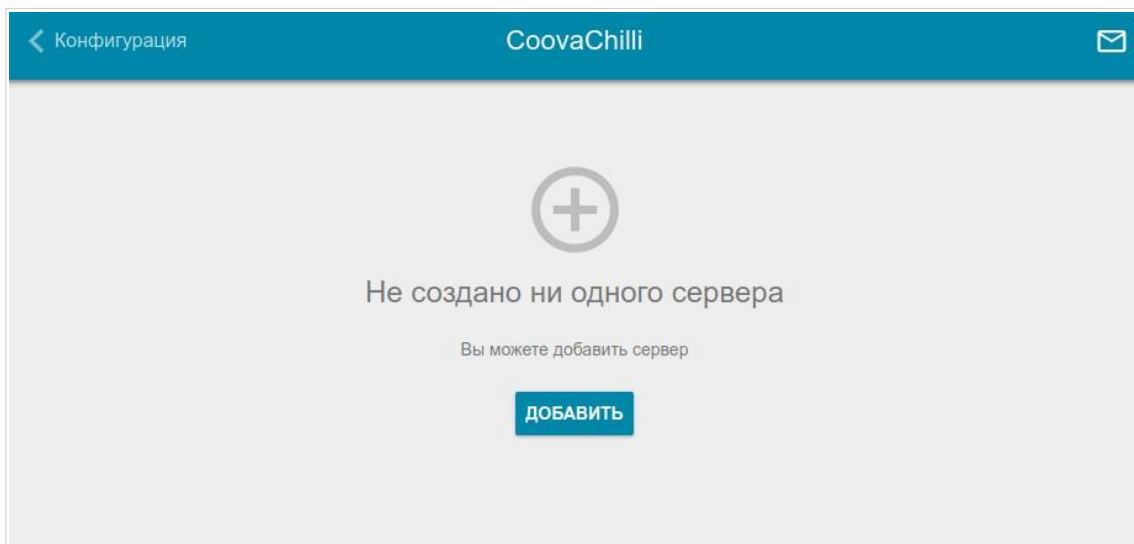 Конфигурация
CoovaChilli
Не создано ни одного сервера
Вы можете добавить сервер
ДОБАВИТЬ